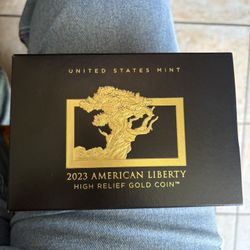 UNITED STATES MINT
2023 AMERICAN LIBERTY
HIGH RELIEF GOLD COIN™